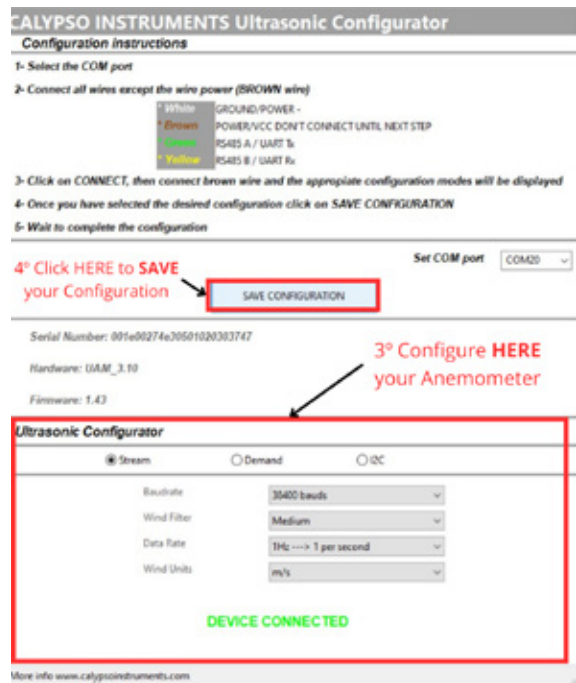 CALYPSO INSTRUMENTS Ultrasonic Configurator
Configuration instructions
1- Select the COM port
2- Connect all wires except the wire power (BROWN wire)
* White GROUND/POWER -
* Brown POWER/VCC DON'T CONNECT UNTIL NEXT STEP
* Green RS485 A / UART Tx
* Yellow RS485 B / UART Rx
3- Click on CONNECT, then connect brown wire and the appropiate configuration modes will be displayed
4- Once you have selected the desired configuration click on SAVE CONFIGURATION
5- Wait to complete the configuration
Set COM port COM20
4º Click HERE to SAVE
your Configuration
SAVE CONFIGURATION
Serial Number: 001e00274e30501020303747
Hardware: UAM_3.10
Firmware: 1.43
3º Configure HERE
your Anemometer
Ultrasonic Configurator
Stream Demand I2C
Baudrate 38400 bauds
Wind Filter Medium
Data Rate 1Hz ---> 1 per second
Wind Units m/s
DEVICE CONNECTED
More info www.calypsoinstruments.com